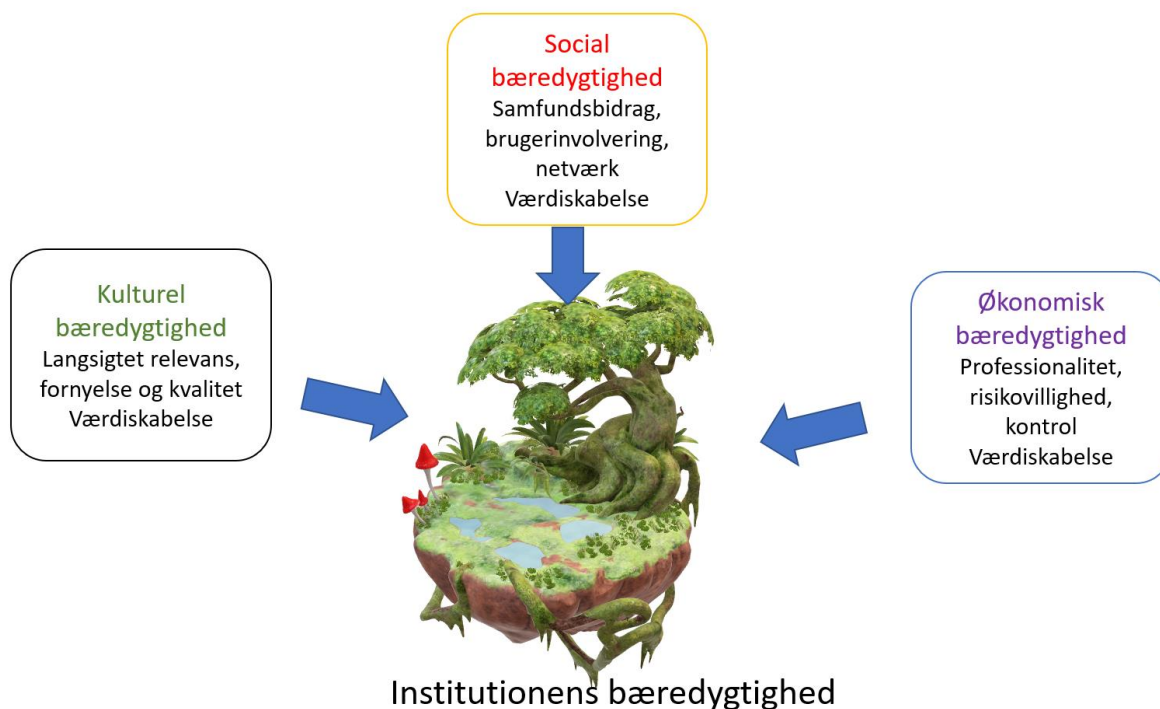 Social
bæredygtighed
Samfundsbidrag,
brugerinvolvering,
netværk
Værdiskabelse
Kulturel
bæredygtighed
Langsigtet relevans,
fornyelse og kvalitet
Værdiskabelse
Økonomisk
bæredygtighed
Professionalitet,
risikovillighed,
kontrol
Værdiskabelse
Institutionens bæredygtighed